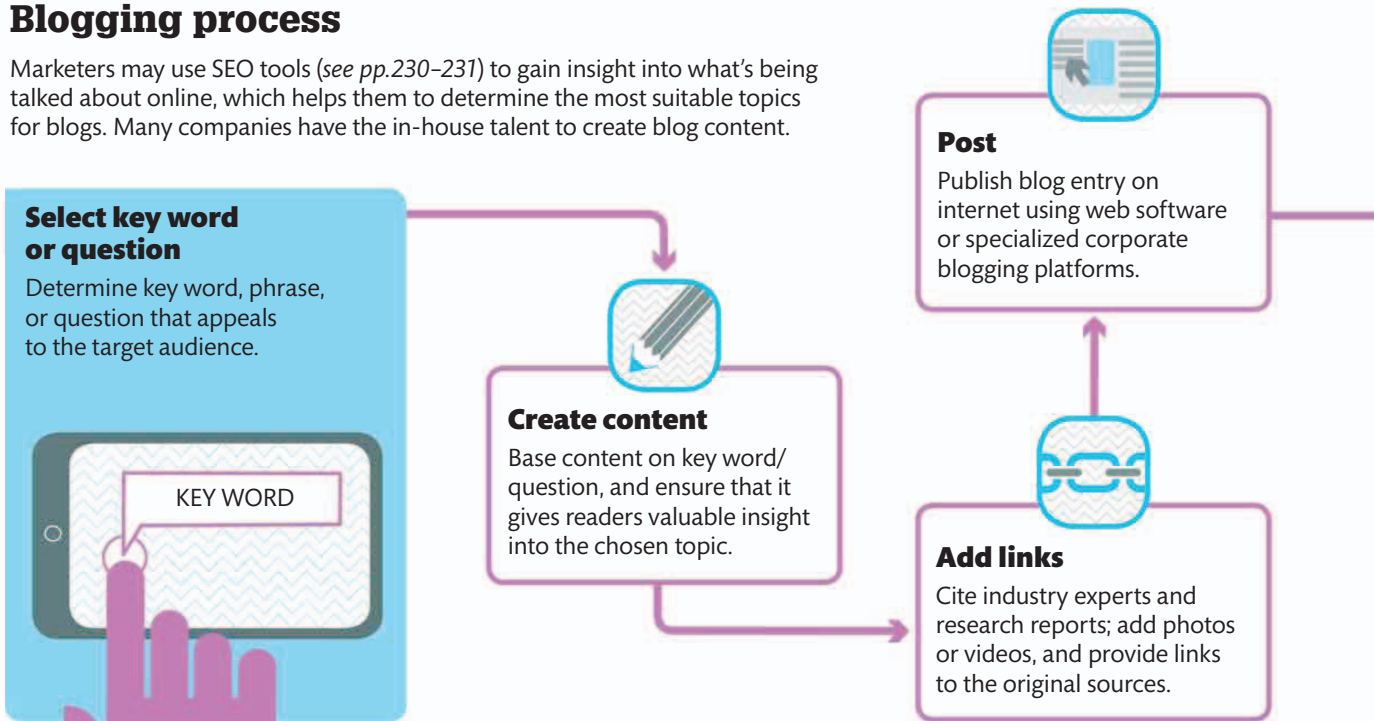 Blogging process
Marketers may use SEO tools (see pp.230–231) to gain insight into what's being
talked about online, which helps them to determine the most suitable topics
for blogs. Many companies have the in-house talent to create blog content.
Select key word
or question
Determine key word, phrase,
or question that appeals
to the target audience.
KEY WORD
Create content
Base content on key word/
question, and ensure that it
gives readers valuable insight
into the chosen topic.
Add links
Cite industry experts and
research reports; add photos
or videos, and provide links
to the original sources.
Post
Publish blog entry on
internet using web software
or specialized corporate
blogging platforms.